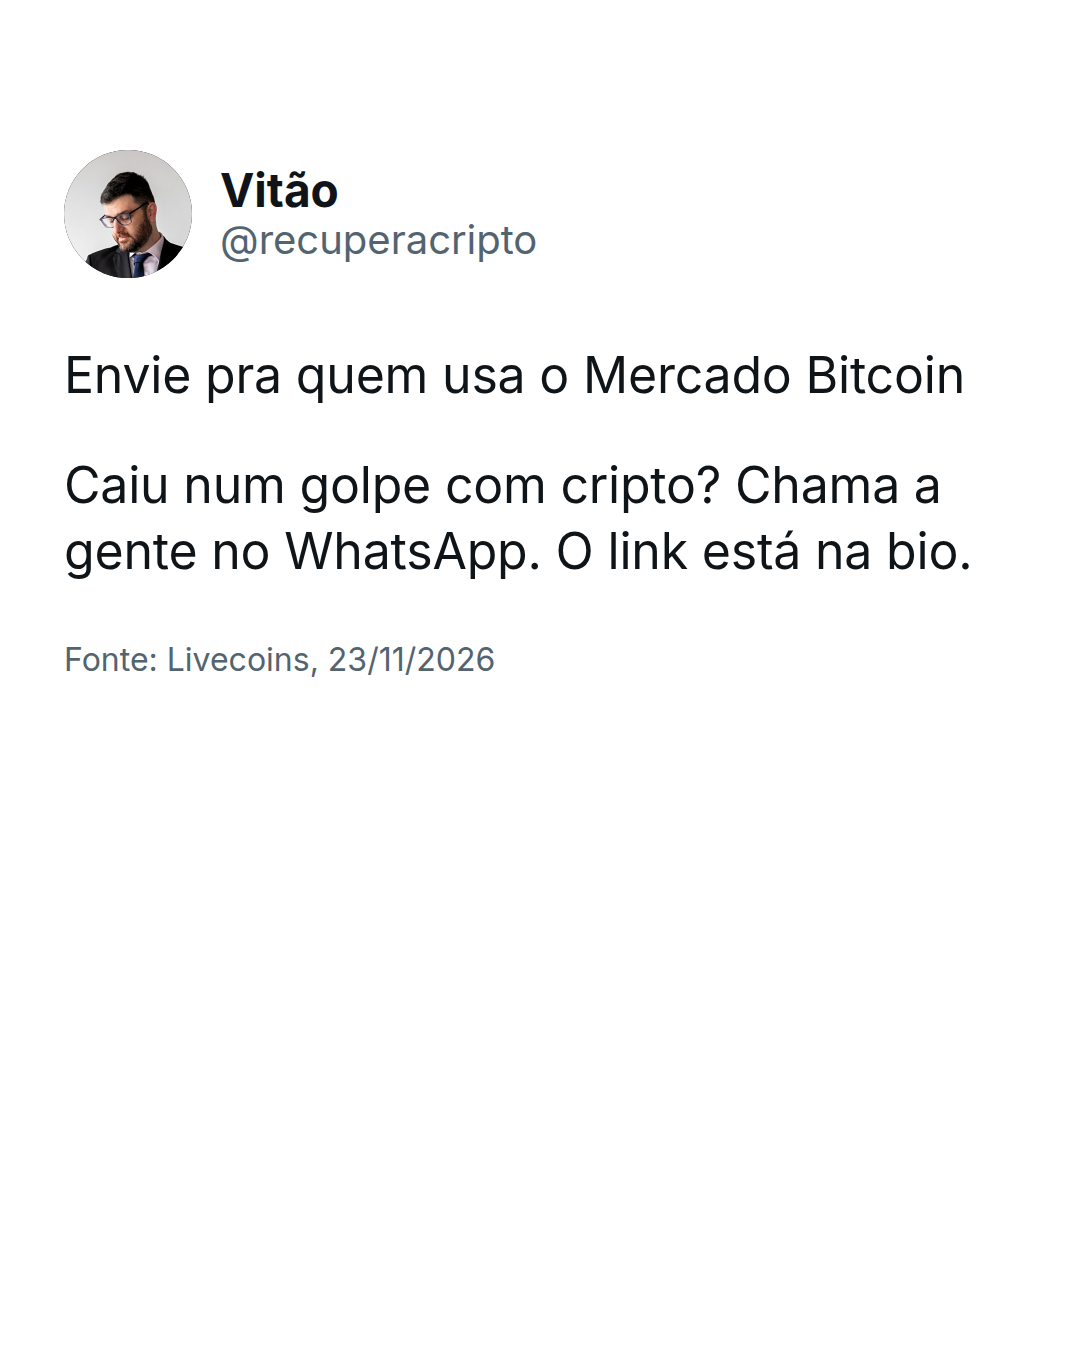 Vitão
@recuperacripto
Envie pra quem usa o Mercado Bitcoin
Caiu num golpe com cripto? Chama a
gente no WhatsApp. O link está na bio.
Fonte: Livecoins, 23/11/2026